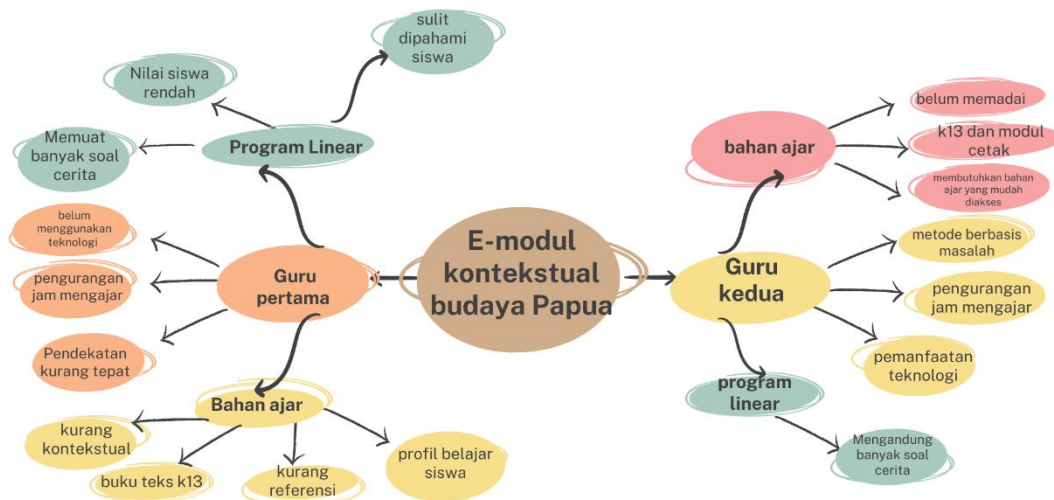 sulit
dipahami
siswa
Nilai siswa
rendah
Memuat
banyak soal
cerita
Program Linear
belum
menggunakan
teknologi
pengurangan
jam mengajar
Pendekatan
kurang tepat
Guru
pertama
Bahan ajar
kurang
kontekstual
buku teks k13
kurang
referensi
profil belajar
siswa
E-modul
kontekstual
budaya Papua
bahan ajar
belum memadai
k13 dan modul
cetak
membutuhkan bahan
ajar yang mudah
diakses
Guru
kedua
metode berbasis
masalah
pengurangan
jam mengajar
pemanfaatan
teknologi
program
linear
Mengandung
banyak soal
cerita